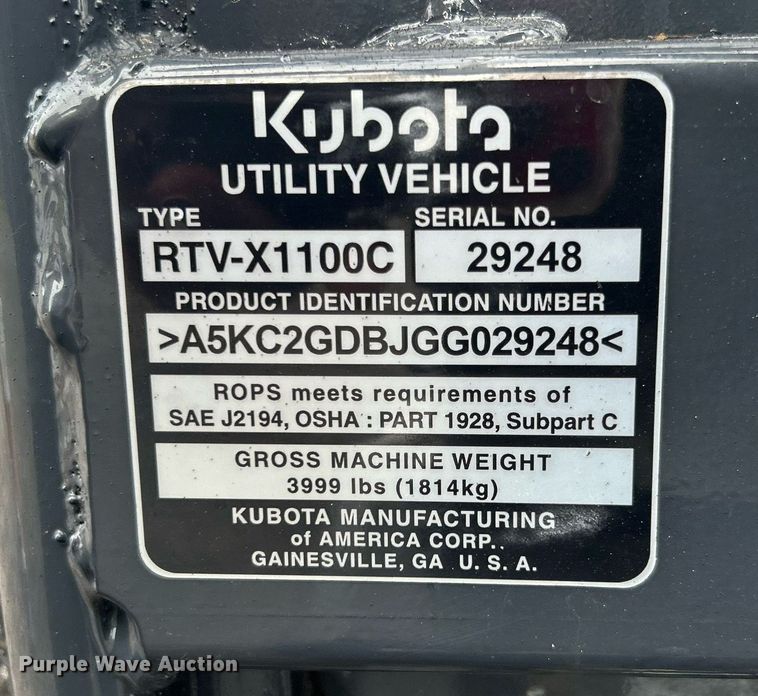 Kubota
UTILITY VEHICLE
TYPE SERIAL NO.
RTV-X1100C 29248
PRODUCT IDENTIFICATION NUMBER
>A5KC2GDBJGG029248<
ROPS meets requirements of
SAE J2194, OSHA : PART 1928, Subpart C
GROSS MACHINE WEIGHT
3999 lbs (1814kg)
KUBOTA MANUFACTURING
of AMERICA CORP..
GAINESVILLE, GA U. S. A.
Purple Wave Auction